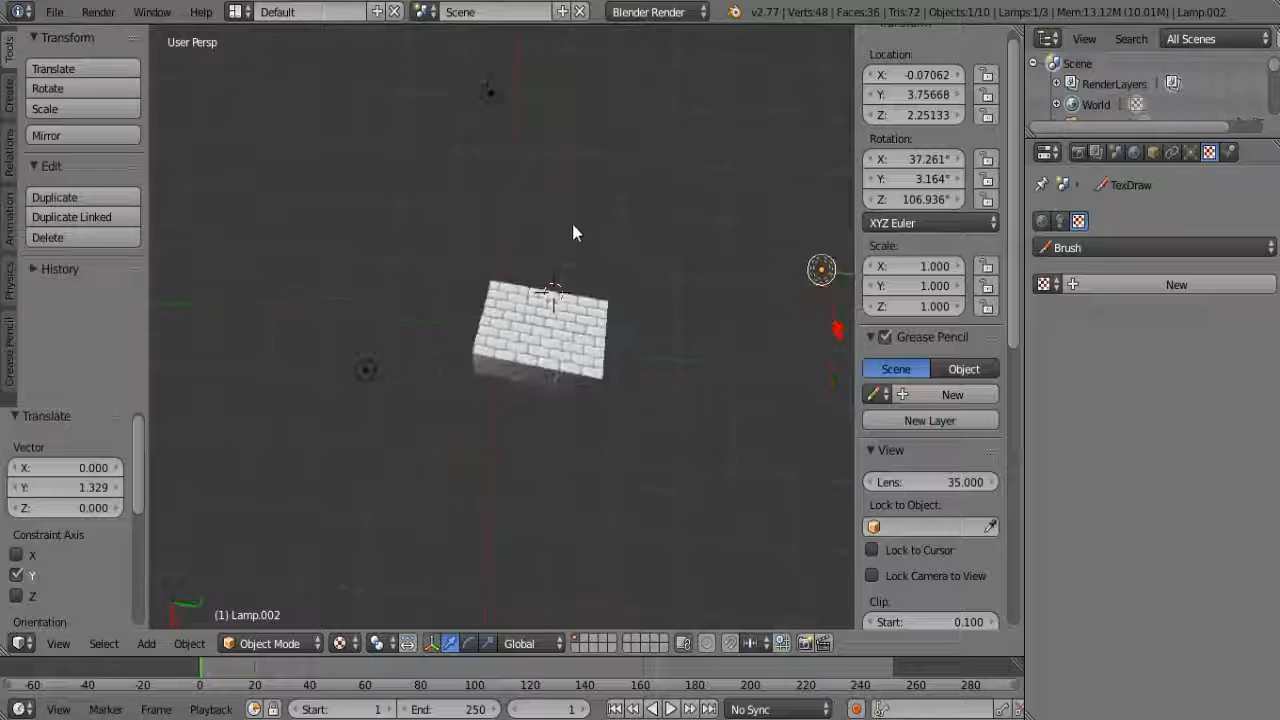 File Render Window Help Default Scene Blender Render v2.77 | Verts:48 | Faces:36 | Tris:72 | Objects:1/10 | Lamps:1/3 | Mem:13.12M (10.01M) | Lamp.002
Tools
Create
Relations
Animation
Physics
Grease Pencil
Transform
Translate
Rotate
Scale
Mirror
Edit
Duplicate
Duplicate Linked
Delete
History
Translate
Vector
X: 0.000
Y: 1.329
Z: 0.000
Constraint Axis
X
Y
Z
Orientation
User Persp
(1) Lamp.002
Location:
X: -0.07062
Y: 3.75668
Z: 2.25133
Rotation:
X: 37.261°
Y: 3.164°
Z: 106.936°
XYZ Euler
Scale:
X: 1.000
Y: 1.000
Z: 1.000
Grease Pencil
Scene Object
New
New Layer
View
Lens: 35.000
Lock to Object:
Lock to Cursor
Lock Camera to View
Clip:
Start: 0.100
View Search All Scenes
Scene
RenderLayers
World
TexDraw
Brush
New
View Select Add Object Object Mode Global
-60 -40 -20 0 20 40 60 80 100 120 140 160 180 200 220 240 260 280
View Marker Frame Playback Start: 1 End: 250 1 No Sync